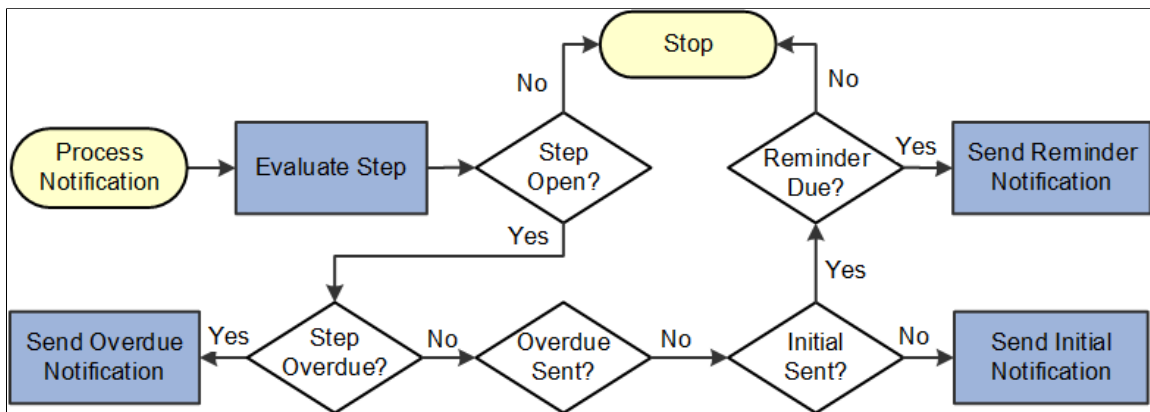 Stop
No
No
Process
Notification
Evaluate Step
Step
Open?
Reminder
Due?
Yes
Send Reminder
Notification
Yes
Yes
Send Overdue
Notification
Yes
Step
Overdue?
No
Overdue
Sent?
No
Initial
Sent?
No
Send Initial
Notification